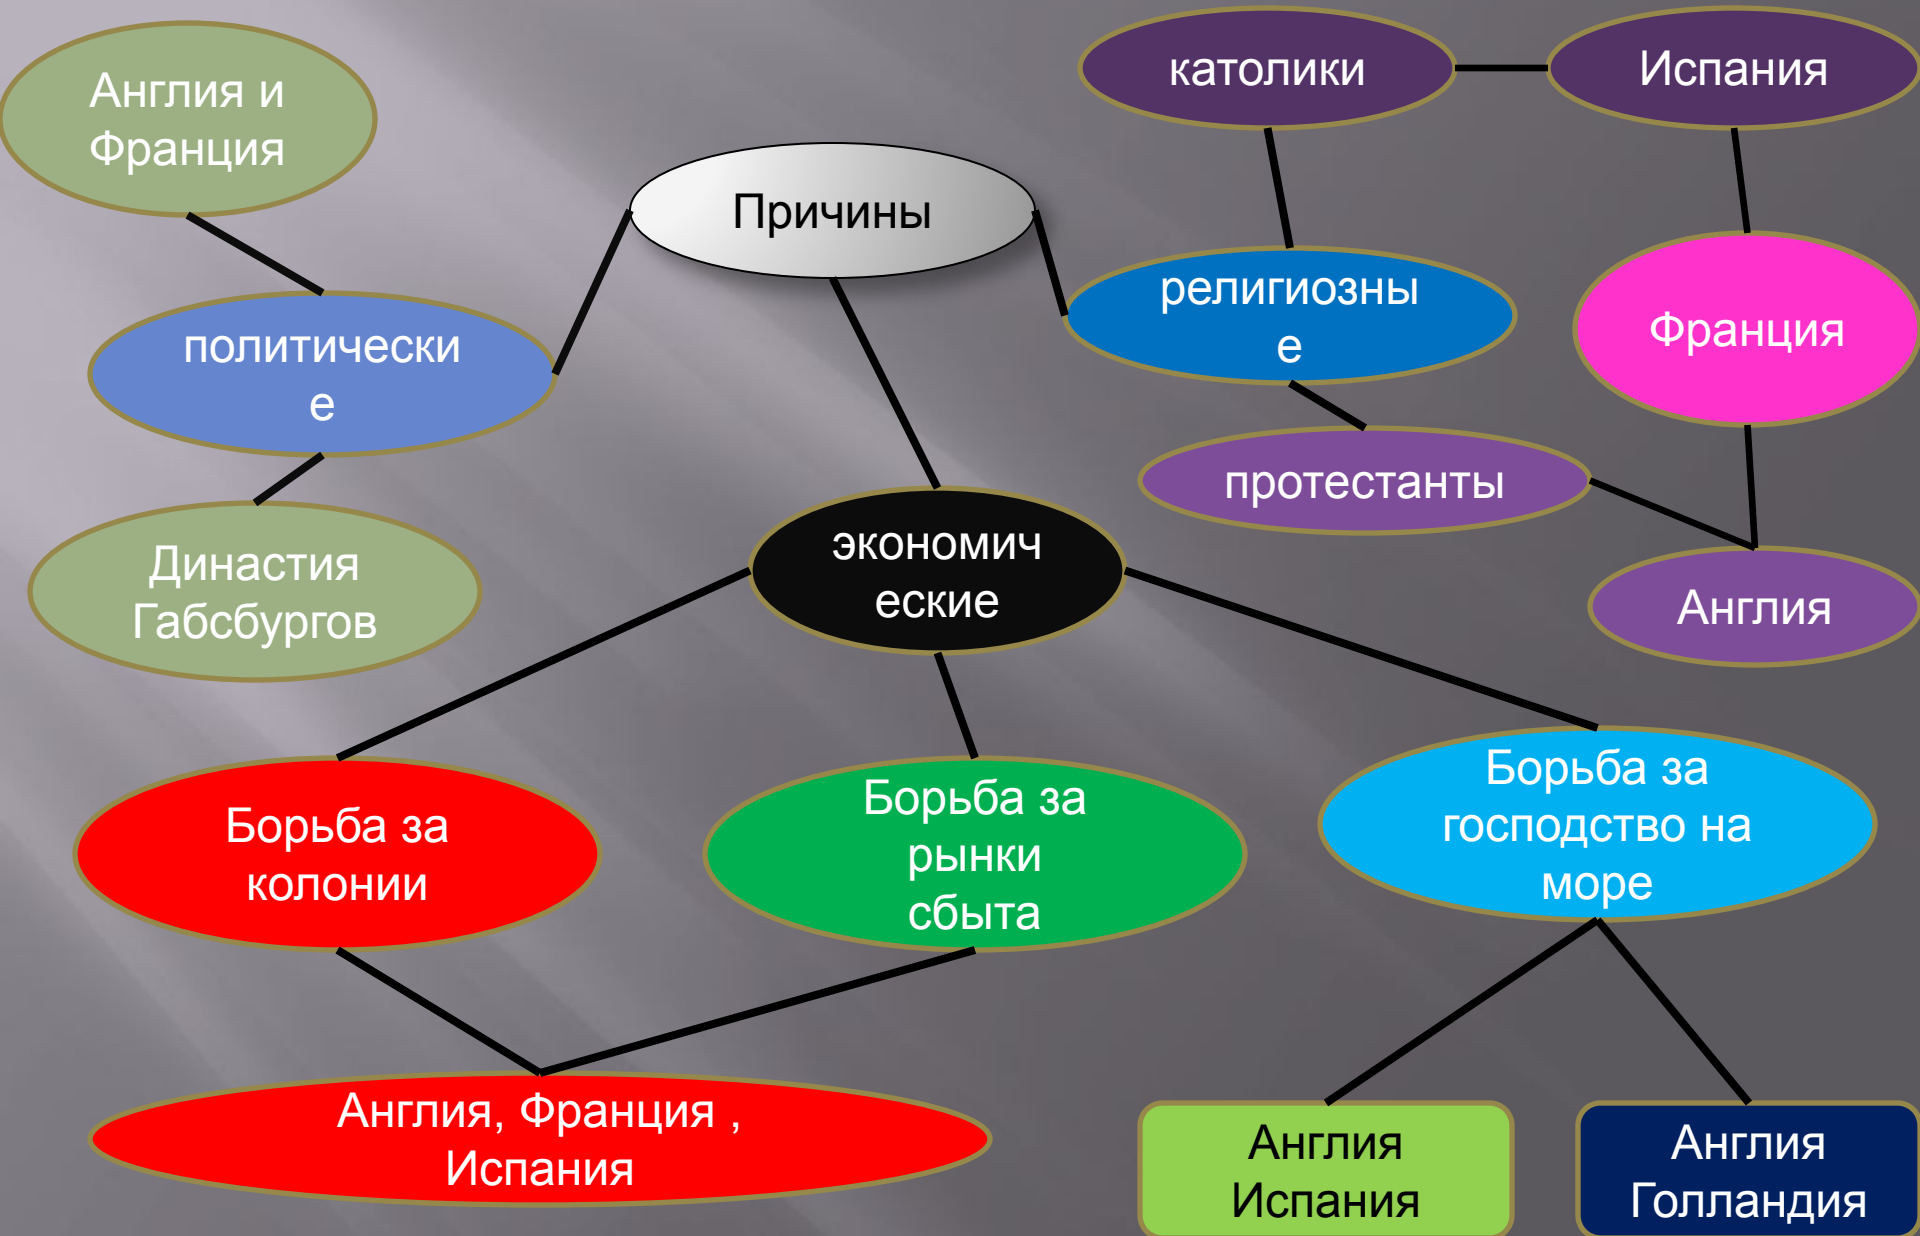 Англия и
Франция
католики
Испания
Причины
религиозны
е
Франция
политически
е
протестанты
Династия
Габсбургов
экономич
еские
Англия
Борьба за
колонии
Борьба за
рынки
сбыта
Борьба за
господство на
море
Англия, Франция ,
Испания
Англия
Испания
Англия
Голландия